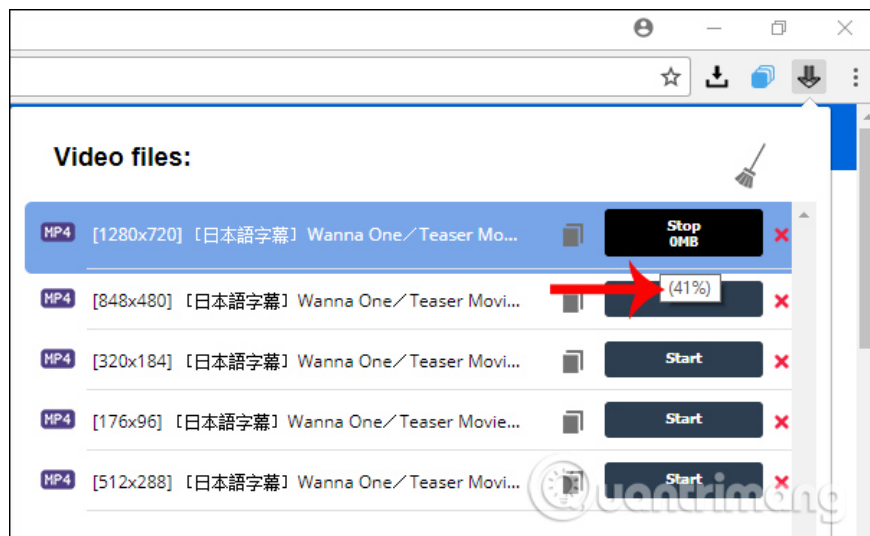 Video files:
MP4 [1280x720] [日本語字幕] Wanna One／Teaser Mo... Stop
0MB
(41%)
MP4 [848x480] [日本語字幕] Wanna One／Teaser Movi...
MP4 [320x184] [日本語字幕] Wanna One／Teaser Movi... Start
MP4 [176x96] [日本語字幕] Wanna One／Teaser Movie... Start
MP4 [512x288] [日本語字幕] Wanna One／Teaser Movi... Start
Quantrimang